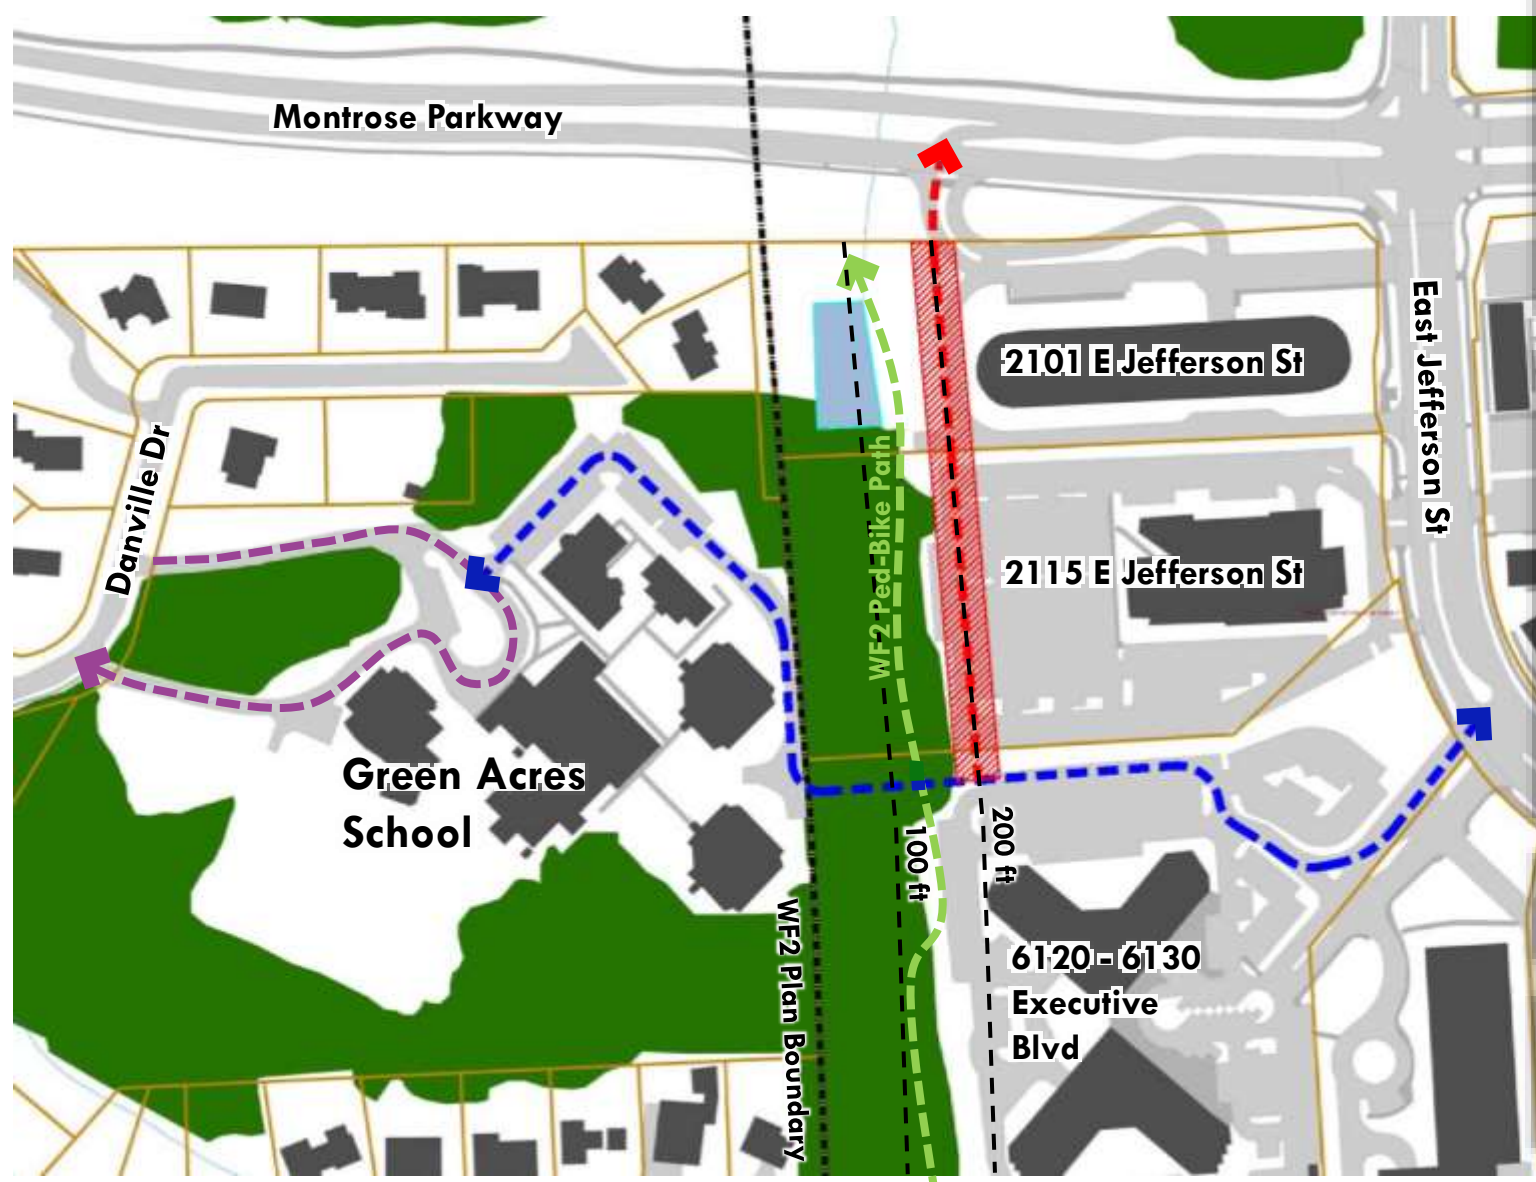 Montrose Parkway
East Jefferson St
2101 E Jefferson St
Danville Dr
WF2 Ped-Bike Path
2115 E Jefferson St
Green Acres
School
100 ft
200 ft
WF2 Plan Boundary
6120 - 6130
Executive
Blvd